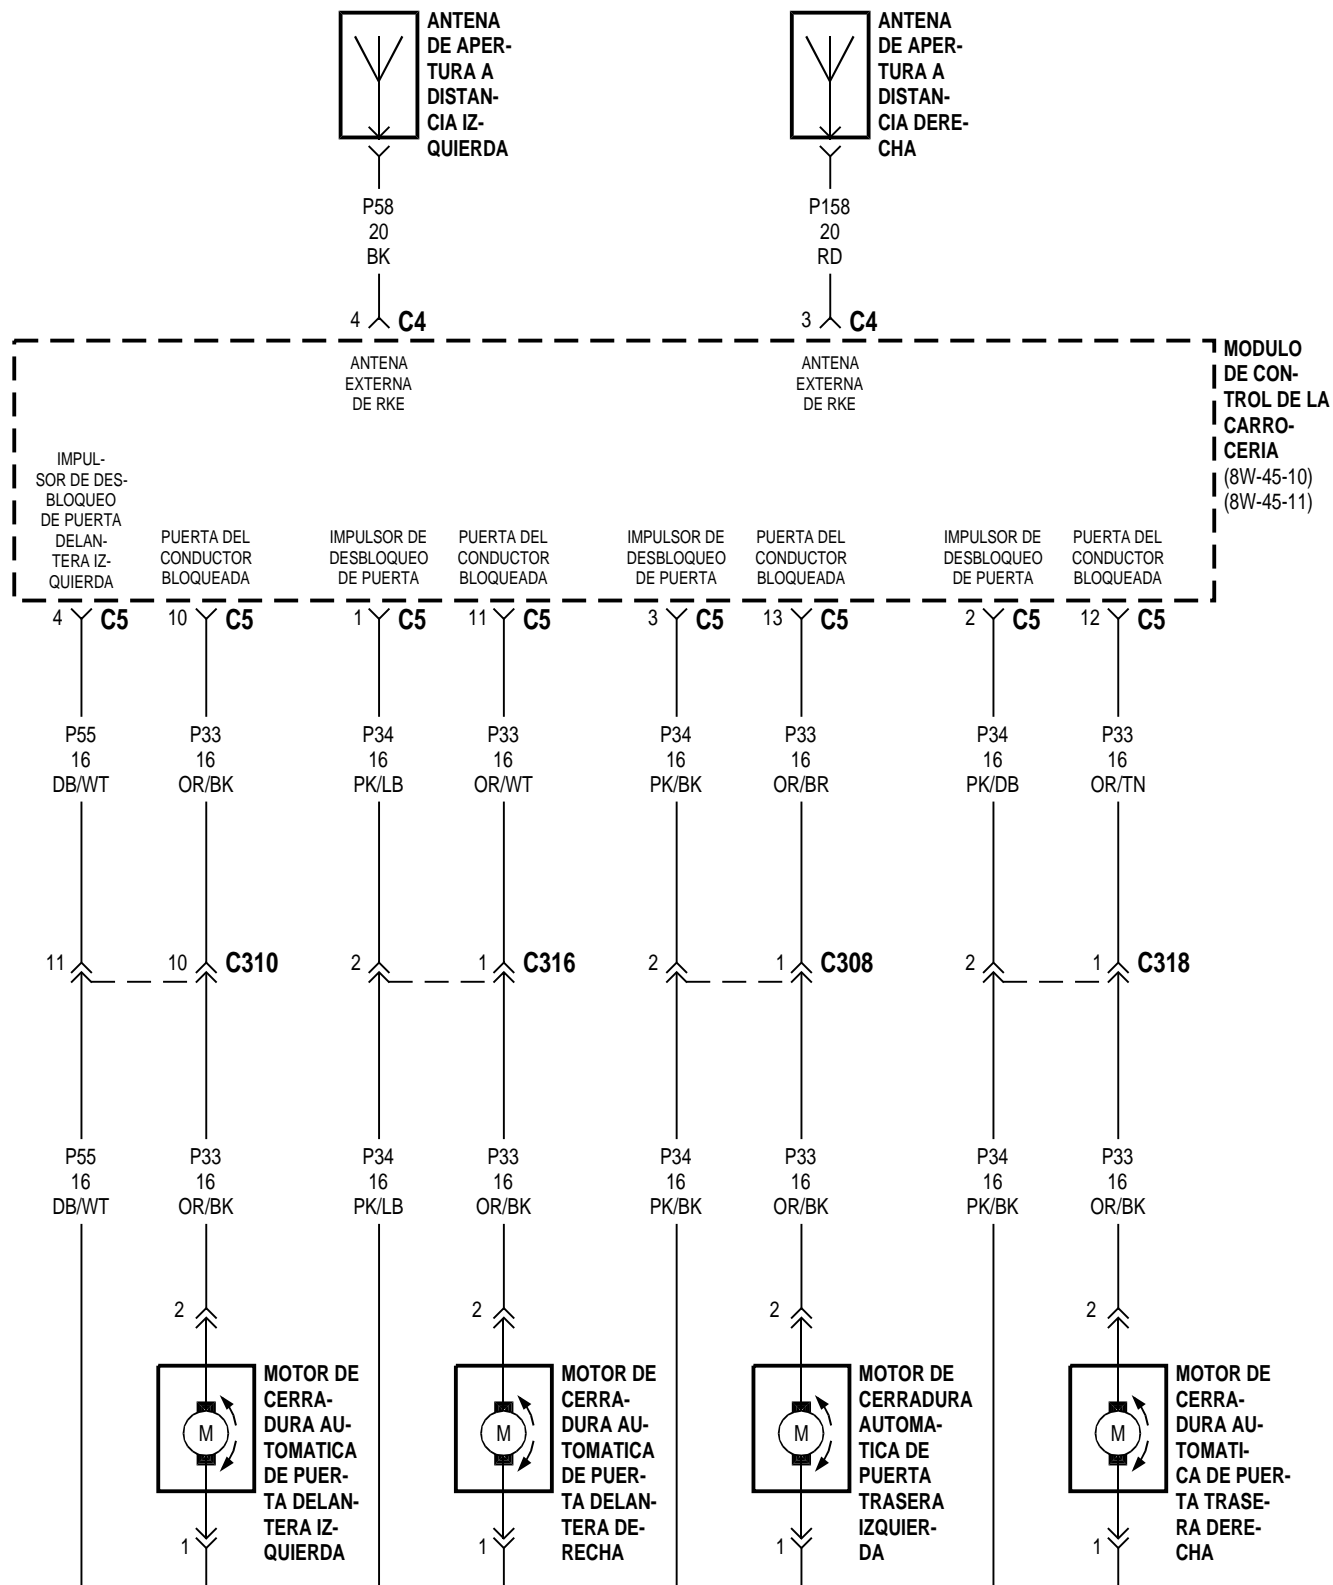 ANTENA
DE APER-
TURA A
DISTAN-
CIA IZ-
QUIERDA
ANTENA
DE APER-
TURA A
DISTAN-
CIA DERE-
CHA
P58
20
BK
P158
20
RD
4 C4
3 C4
ANTENA
EXTERNA
DE RKE
ANTENA
EXTERNA
DE RKE
MODULO
DE CON-
TROL DE LA
CARRO-
CERIA
(8W-45-10)
(8W-45-11)
IMPUL-
SOR DE DES-
BLOQUEO
DE PUERTA
DELAN-
TERA IZ-
QUIERDA
PUERTA DEL
CONDUCTOR
BLOQUEADA
IMPULSOR DE
DESBLOQUEO
DE PUERTA
PUERTA DEL
CONDUCTOR
BLOQUEADA
IMPULSOR DE
DESBLOQUEO
DE PUERTA
PUERTA DEL
CONDUCTOR
BLOQUEADA
IMPULSOR DE
DESBLOQUEO
DE PUERTA
PUERTA DEL
CONDUCTOR
BLOQUEADA
4 C5 10 C5 1 C5 11 C5 3 C5 13 C5 2 C5 12 C5
P55 P33 P34 P33 P34 P33 P34 P33
16 16 16 16 16 16 16 16
DB/WT OR/BK PK/LB OR/WT PK/BK OR/BR PK/DB OR/TN
11 10 C310 2 1 C316 2 1 C308 2 1 C318
P55 P33 P34 P33 P34 P33 P34 P33
16 16 16 16 16 16 16 16
DB/WT OR/BK PK/LB OR/BK PK/BK OR/BK PK/BK OR/BK
2 2 2 2
M
MOTOR DE
CERRA-
DURA AU-
TOMATICA
DE PUER-
TA DELAN-
TERA IZ-
QUIERDA
M
MOTOR DE
CERRA-
DURA AU-
TOMATICA
DE PUER-
TA DELAN-
TERA DE-
RECHA
M
MOTOR DE
CERRADURA
AUTOMA-
TICA DE
PUERTA
TRASERA
IZQUIER-
DA
M
MOTOR DE
CERRA-
DURA AU-
TOMATI-
CA DE PUER-
TA TRASE-
RA DERE-
CHA
1 1 1 1